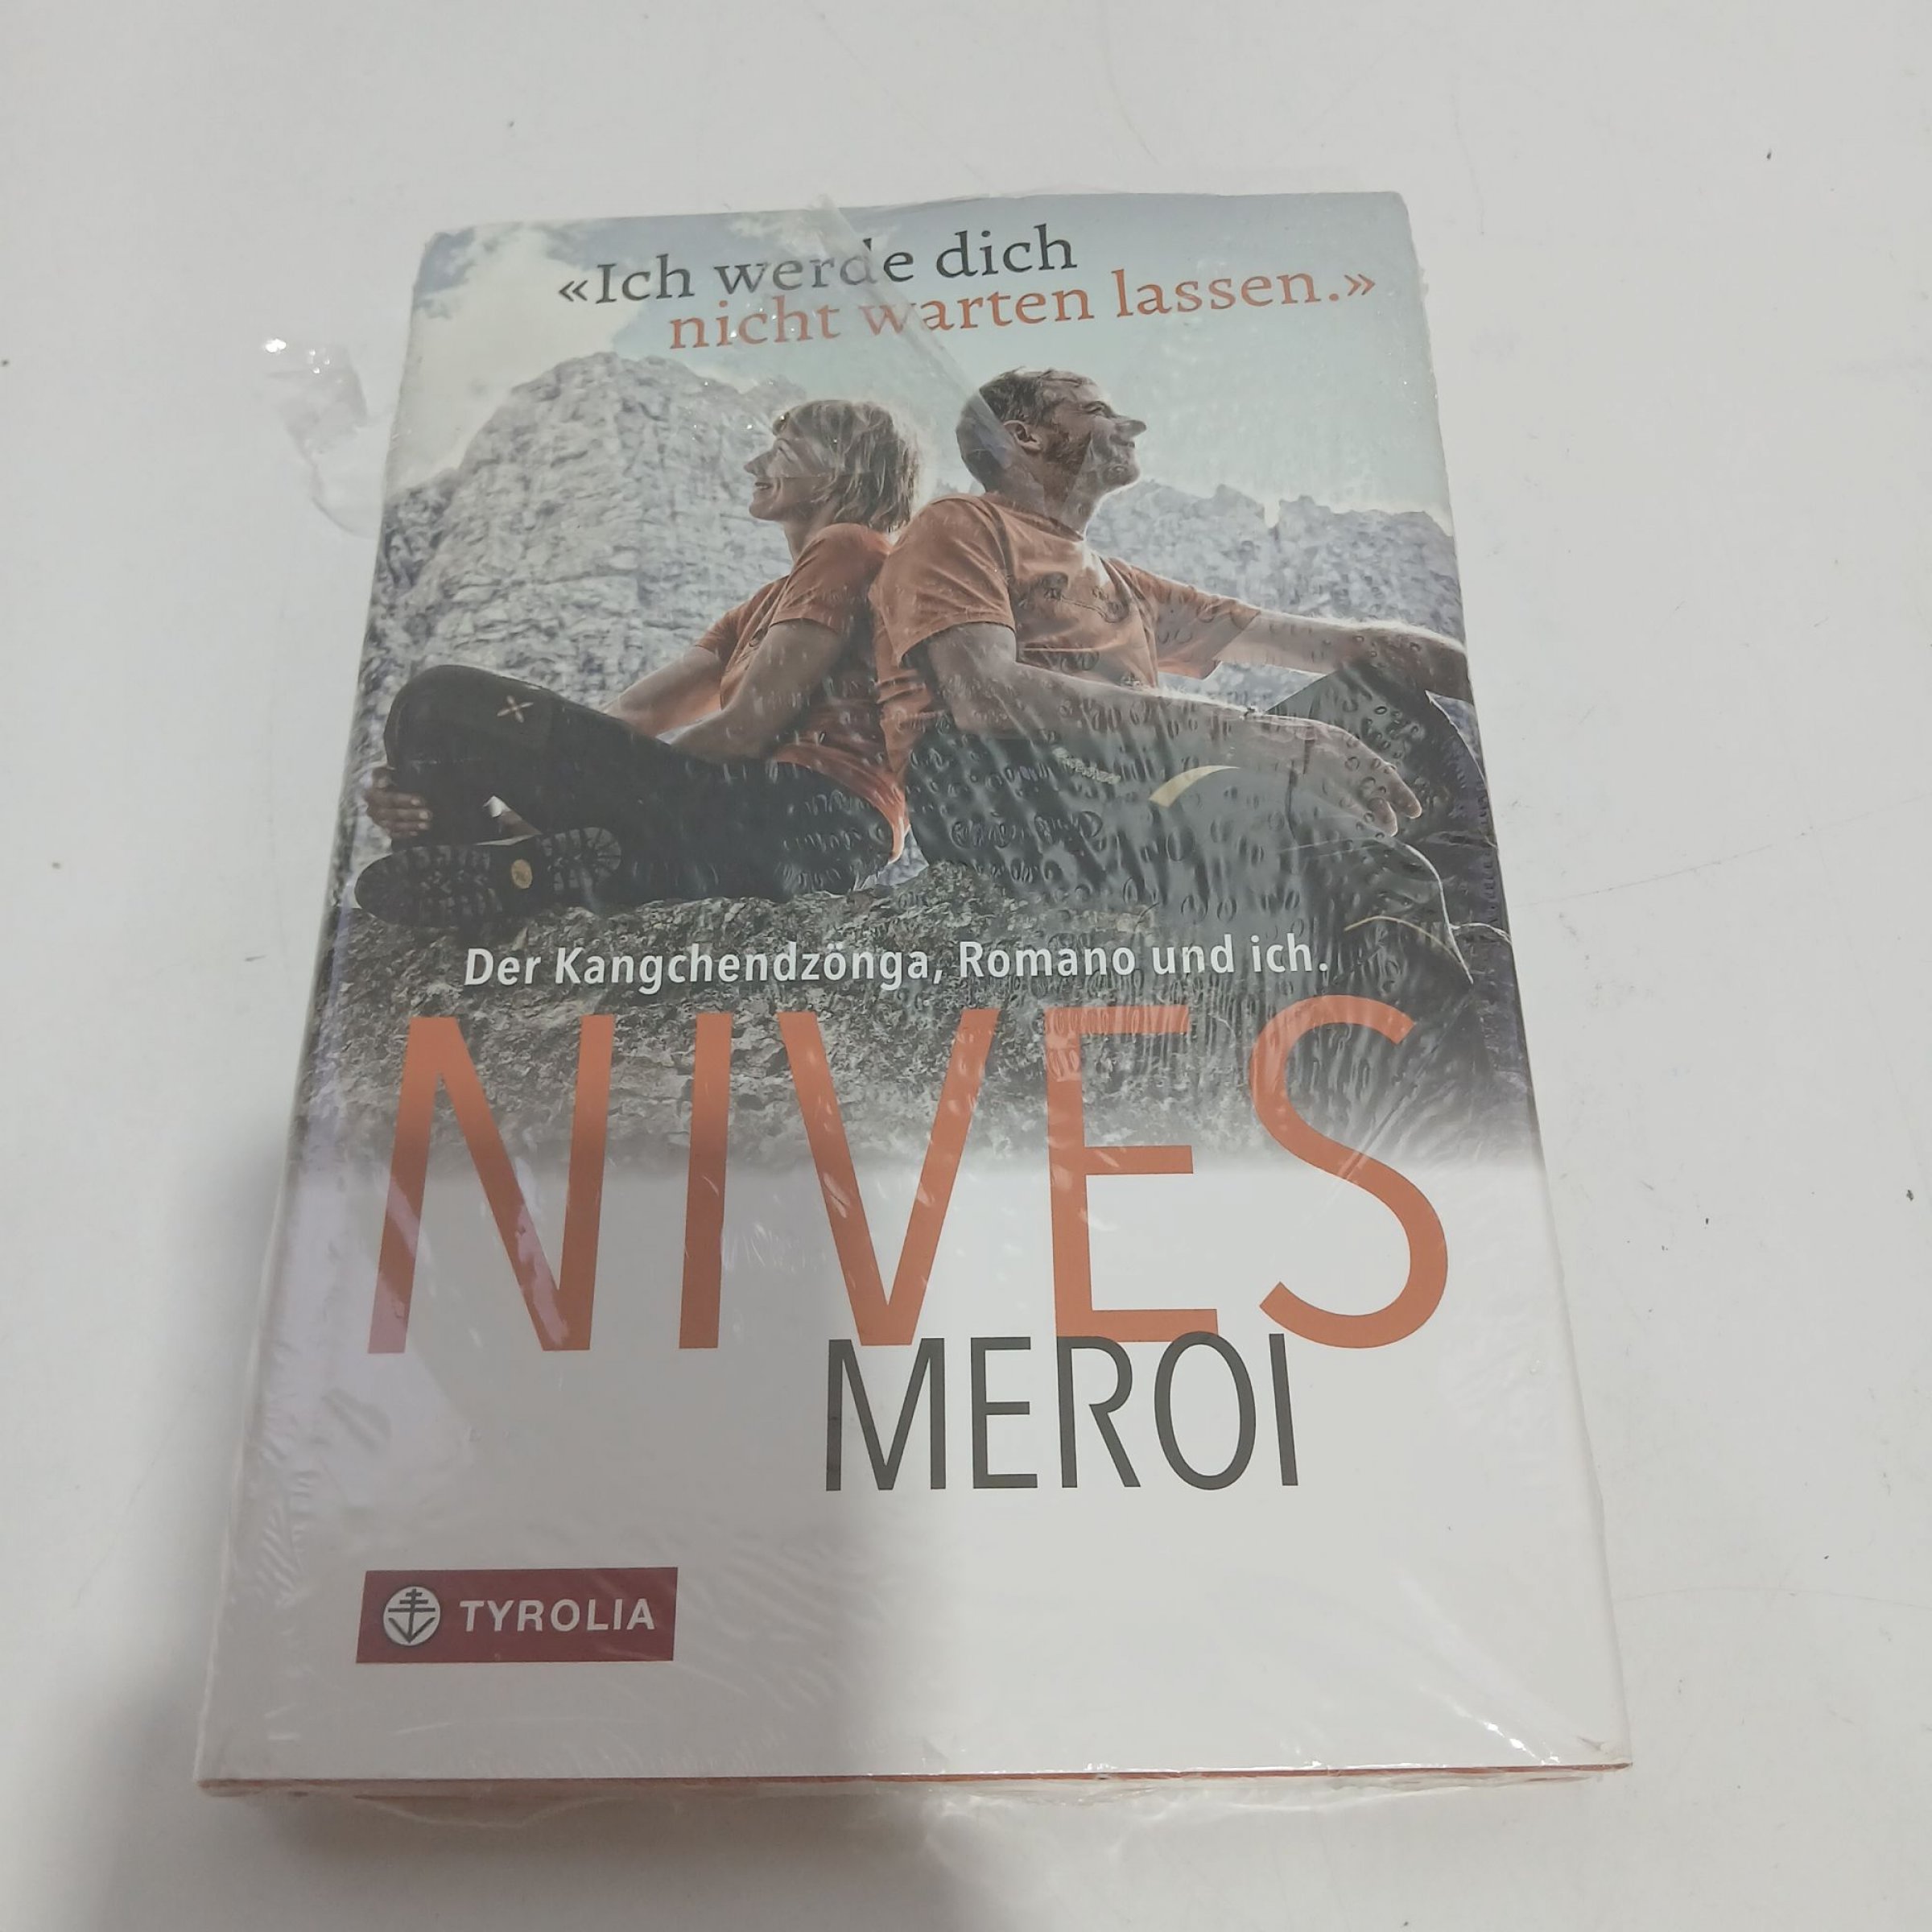 «Ich werde dich
nicht warten lassen.»
Der Kangchendzönga, Romano und ich.
NIVES
MEROI
TYROLIA